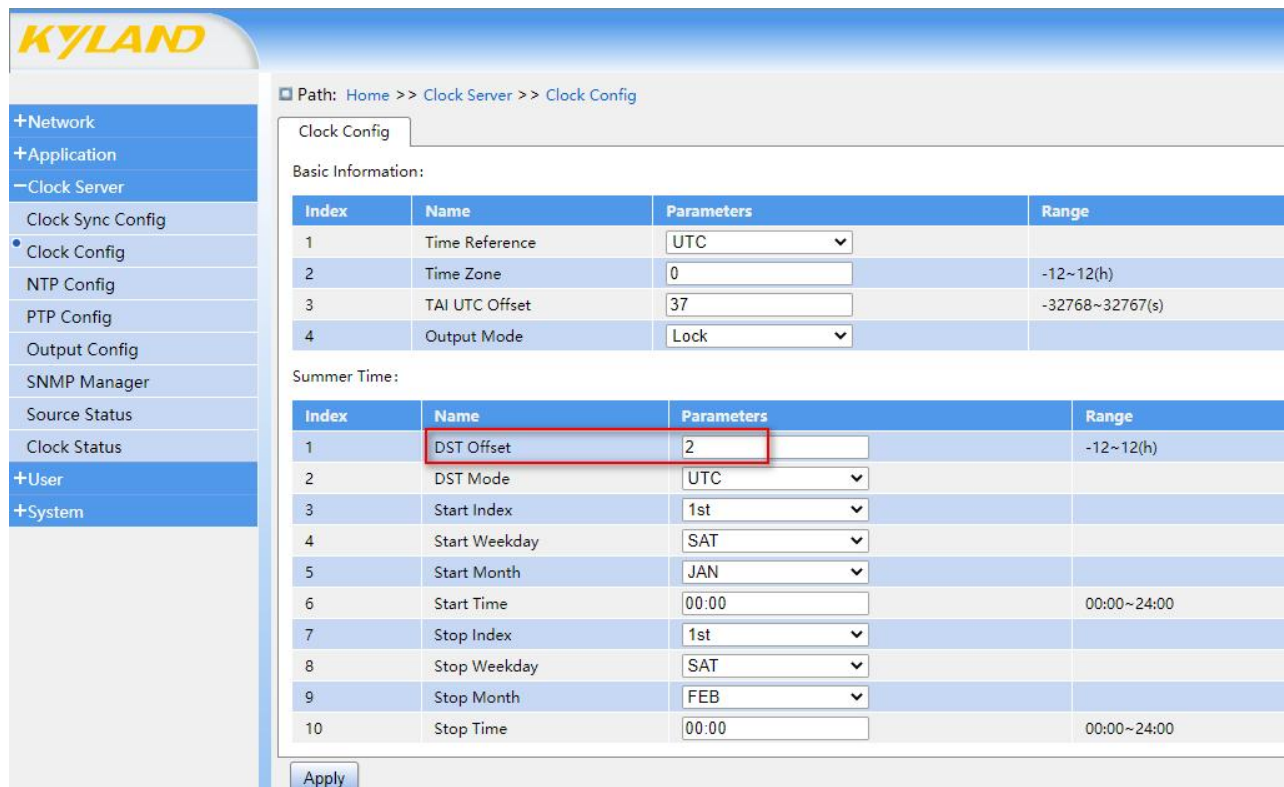 KYLAND
Path: Home >> Clock Server >> Clock Config
+Network
+Application
−Clock Server
Clock Sync Config
Clock Config
NTP Config
PTP Config
Output Config
SNMP Manager
Source Status
Clock Status
+User
+System
Clock Config
Basic Information:
Index Name Parameters Range
1 Time Reference UTC
2 Time Zone 0 -12~12(h)
3 TAI UTC Offset 37 -32768~32767(s)
4 Output Mode Lock
Summer Time:
Index Name Parameters Range
1 DST Offset 2 -12~12(h)
2 DST Mode UTC
3 Start Index 1st
4 Start Weekday SAT
5 Start Month JAN
6 Start Time 00:00 00:00~24:00
7 Stop Index 1st
8 Stop Weekday SAT
9 Stop Month FEB
10 Stop Time 00:00 00:00~24:00
Apply